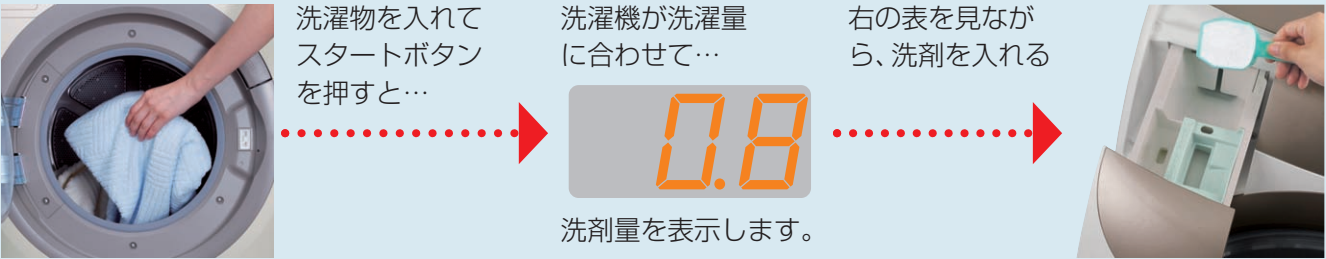 洗濯物を入れて
スタートボタン
を押すと…
洗濯機が洗濯量
に合わせて…
0.8
洗剤量を表示します。
右の表を見なが
ら、洗剤を入れる